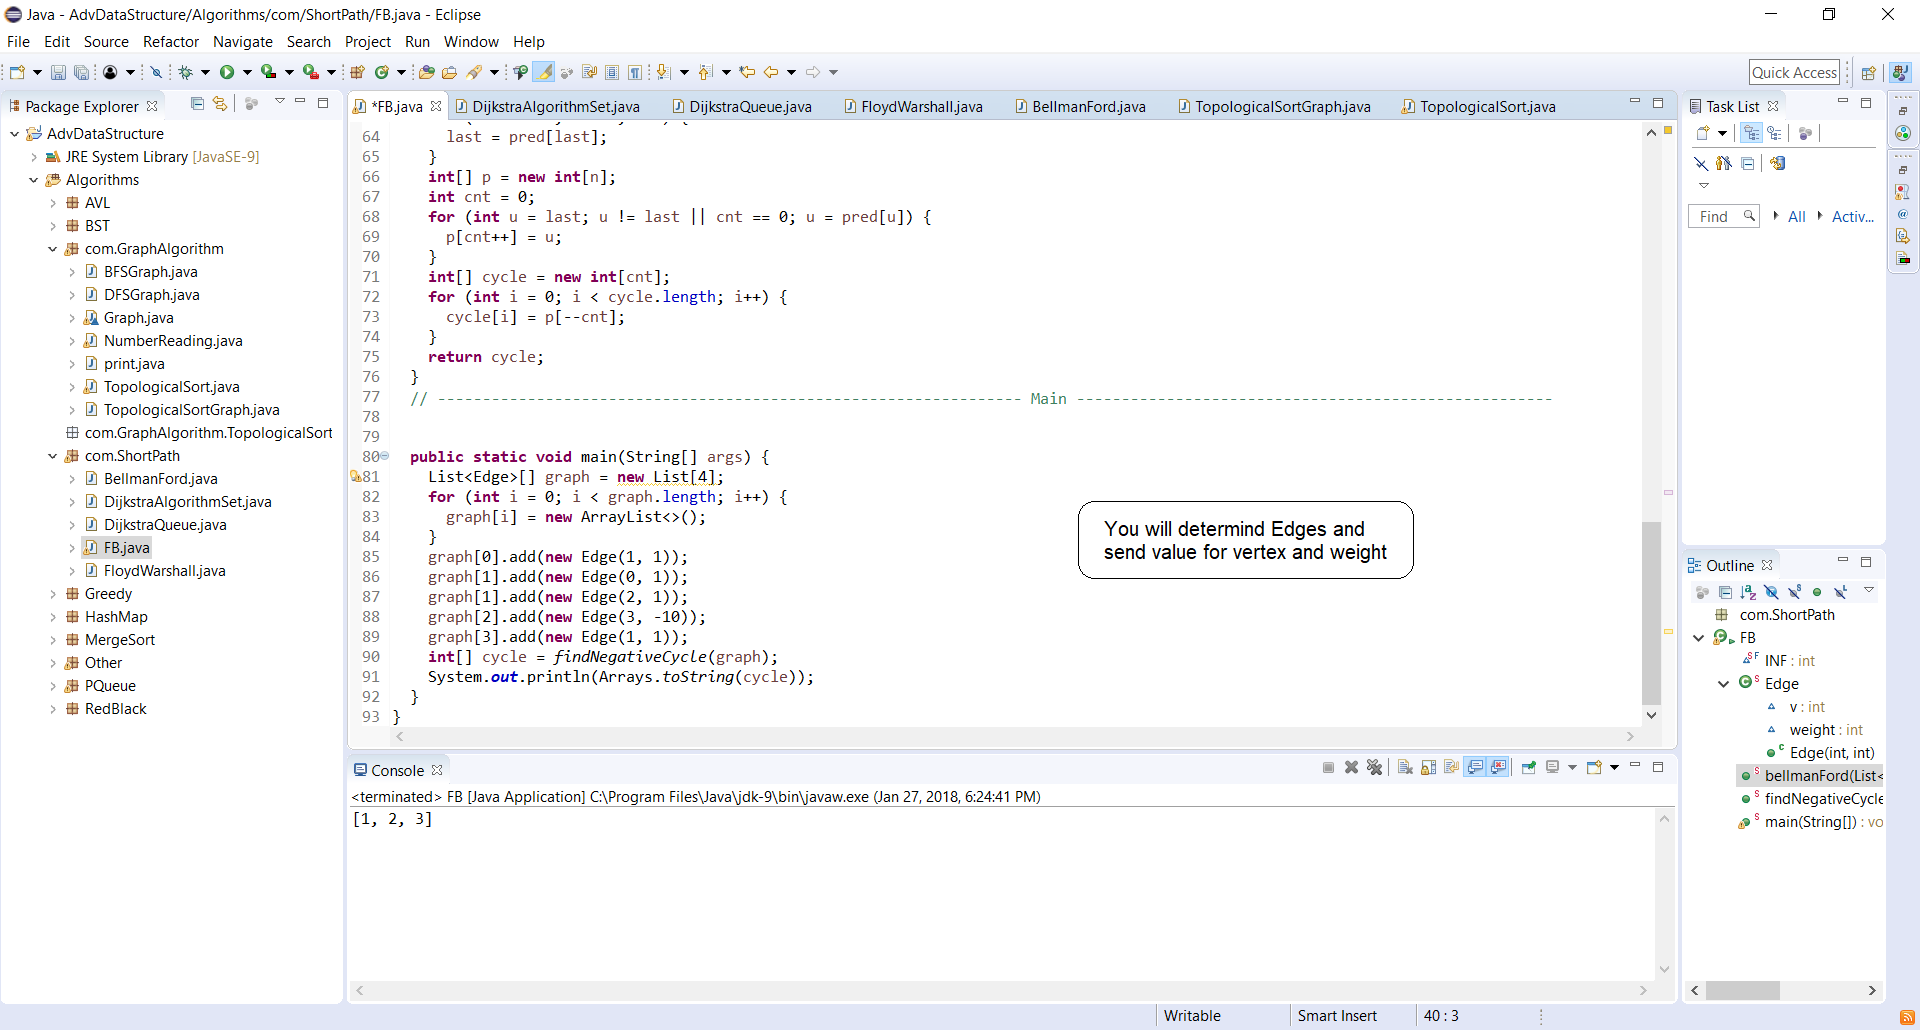 Java - AdvDataStructure/Algorithms/com/ShortPath/FB.java - Eclipse
File Edit Source Refactor Navigate Search Project Run Window Help
Quick Access
Package Explorer
AdvDataStructure
JRE System Library [JavaSE-9]
Algorithms
AVL
BST
com.GraphAlgorithm
BFSGraph.java
DFSGraph.java
Graph.java
NumberReading.java
print.java
TopologicalSort.java
TopologicalSortGraph.java
com.GraphAlgorithm.TopologicalSort
com.ShortPath
BellmanFord.java
DijkstraAlgorithmSet.java
DijkstraQueue.java
FB.java
FloydWarshall.java
Greedy
HashMap
MergeSort
Other
PQueue
RedBlack
*FB.java DijkstraAlgorithmSet.java DijkstraQueue.java FloydWarshall.java BellmanFord.java TopologicalSortGraph.java TopologicalSort.java
64 last = pred[last];
65 }
66 int[] p = new int[n];
67 int cnt = 0;
68 for (int u = last; u != last || cnt == 0; u = pred[u]) {
69 p[cnt++] = u;
70 }
71 int[] cycle = new int[cnt];
72 for (int i = 0; i < cycle.length; i++) {
73 cycle[i] = p[--cnt];
74 }
75 return cycle;
76 }
77 // ----------------------------------------------------------------- Main -----------------------------------------------------
78
79
80 public static void main(String[] args) {
81 List<Edge>[] graph = new List[4];
82 for (int i = 0; i < graph.length; i++) {
83 graph[i] = new ArrayList<>();
84 }
85 graph[0].add(new Edge(1, 1));
86 graph[1].add(new Edge(0, 1));
87 graph[1].add(new Edge(2, 1));
88 graph[2].add(new Edge(3, -10));
89 graph[3].add(new Edge(1, 1));
90 int[] cycle = findNegativeCycle(graph);
91 System.out.println(Arrays.toString(cycle));
92 }
93 }
You will determind Edges and
send value for vertex and weight
Console
<terminated> FB [Java Application] C:\Program Files\Java\jdk-9\bin\javaw.exe (Jan 27, 2018, 6:24:41 PM)
[1, 2, 3]
Task List
Find All Activ...
Outline
com.ShortPath
FB
INF : int
Edge
v : int
weight : int
Edge(int, int)
bellmanFord(List<
findNegativeCycle
main(String[]) : vo
Writable Smart Insert 40 : 3